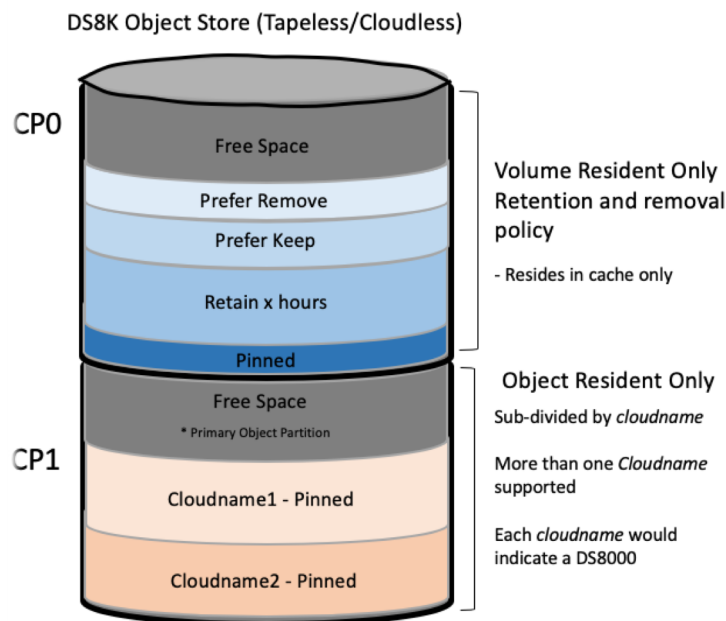 DS8K Object Store (Tapeless/Cloudless)
CP0
Free Space
Prefer Remove
Prefer Keep
Retain x hours
Pinned
Volume Resident Only
Retention and removal
policy
- Resides in cache only
CP1
Free Space
* Primary Object Partition
Cloudname1 - Pinned
Cloudname2 - Pinned
Object Resident Only
Sub-divided by cloudname
More than one Cloudname
supported
Each cloudname would
indicate a DS8000